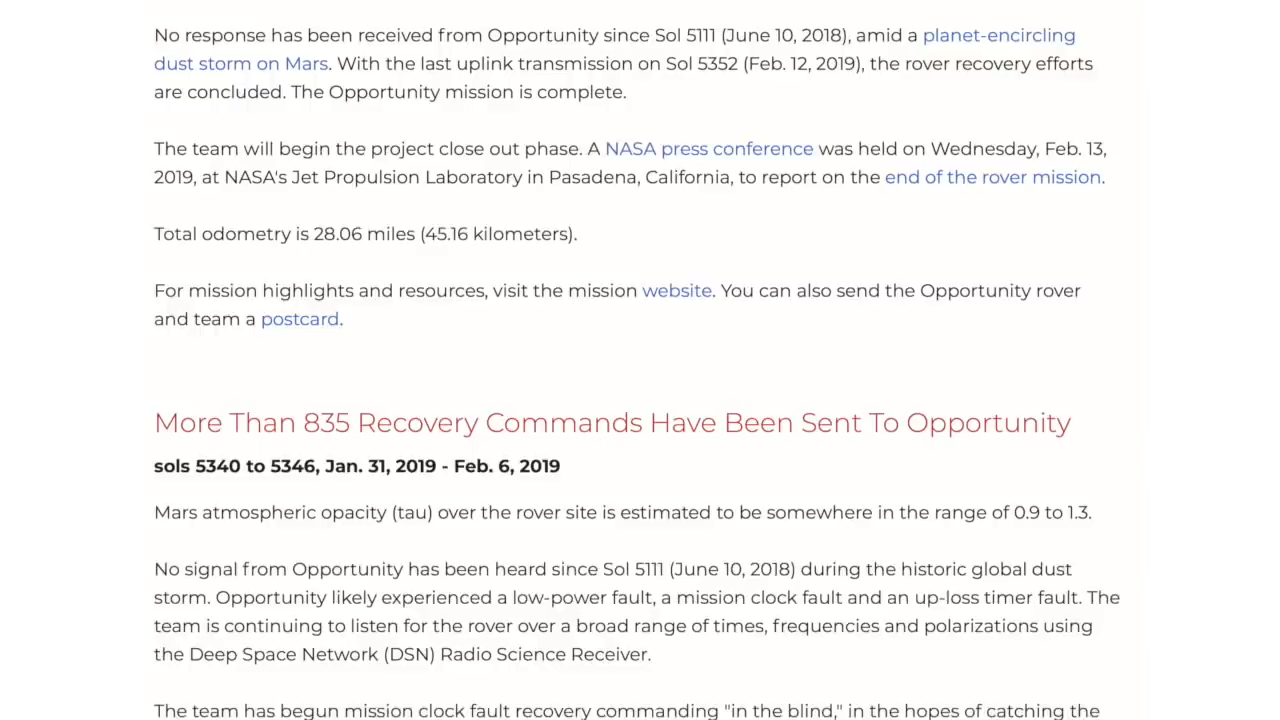 No response has been received from Opportunity since Sol 5111 (June 10, 2018), amid a planet-encircling
dust storm on Mars. With the last uplink transmission on Sol 5352 (Feb. 12, 2019), the rover recovery efforts
are concluded. The Opportunity mission is complete.
The team will begin the project close out phase. A NASA press conference was held on Wednesday, Feb. 13,
2019, at NASA's Jet Propulsion Laboratory in Pasadena, California, to report on the end of the rover mission.
Total odometry is 28.06 miles (45.16 kilometers).
For mission highlights and resources, visit the mission website. You can also send the Opportunity rover
and team a postcard.
More Than 835 Recovery Commands Have Been Sent To Opportunity
sols 5340 to 5346, Jan. 31, 2019 - Feb. 6, 2019
Mars atmospheric opacity (tau) over the rover site is estimated to be somewhere in the range of 0.9 to 1.3.
No signal from Opportunity has been heard since Sol 5111 (June 10, 2018) during the historic global dust
storm. Opportunity likely experienced a low-power fault, a mission clock fault and an up-loss timer fault. The
team is continuing to listen for the rover over a broad range of times, frequencies and polarizations using
the Deep Space Network (DSN) Radio Science Receiver.
The team has begun mission clock fault recovery commanding "in the blind," in the hopes of catching the